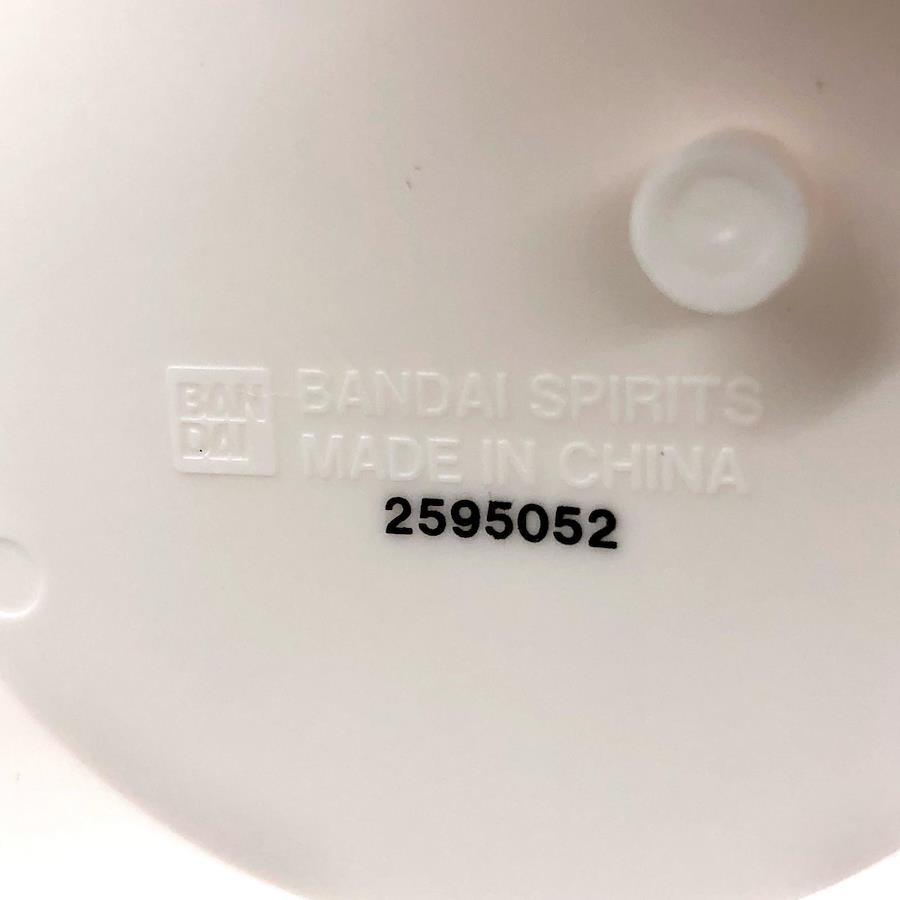 BAN
DAI
BANDAI SPIRITS
MADE IN CHINA
2595052